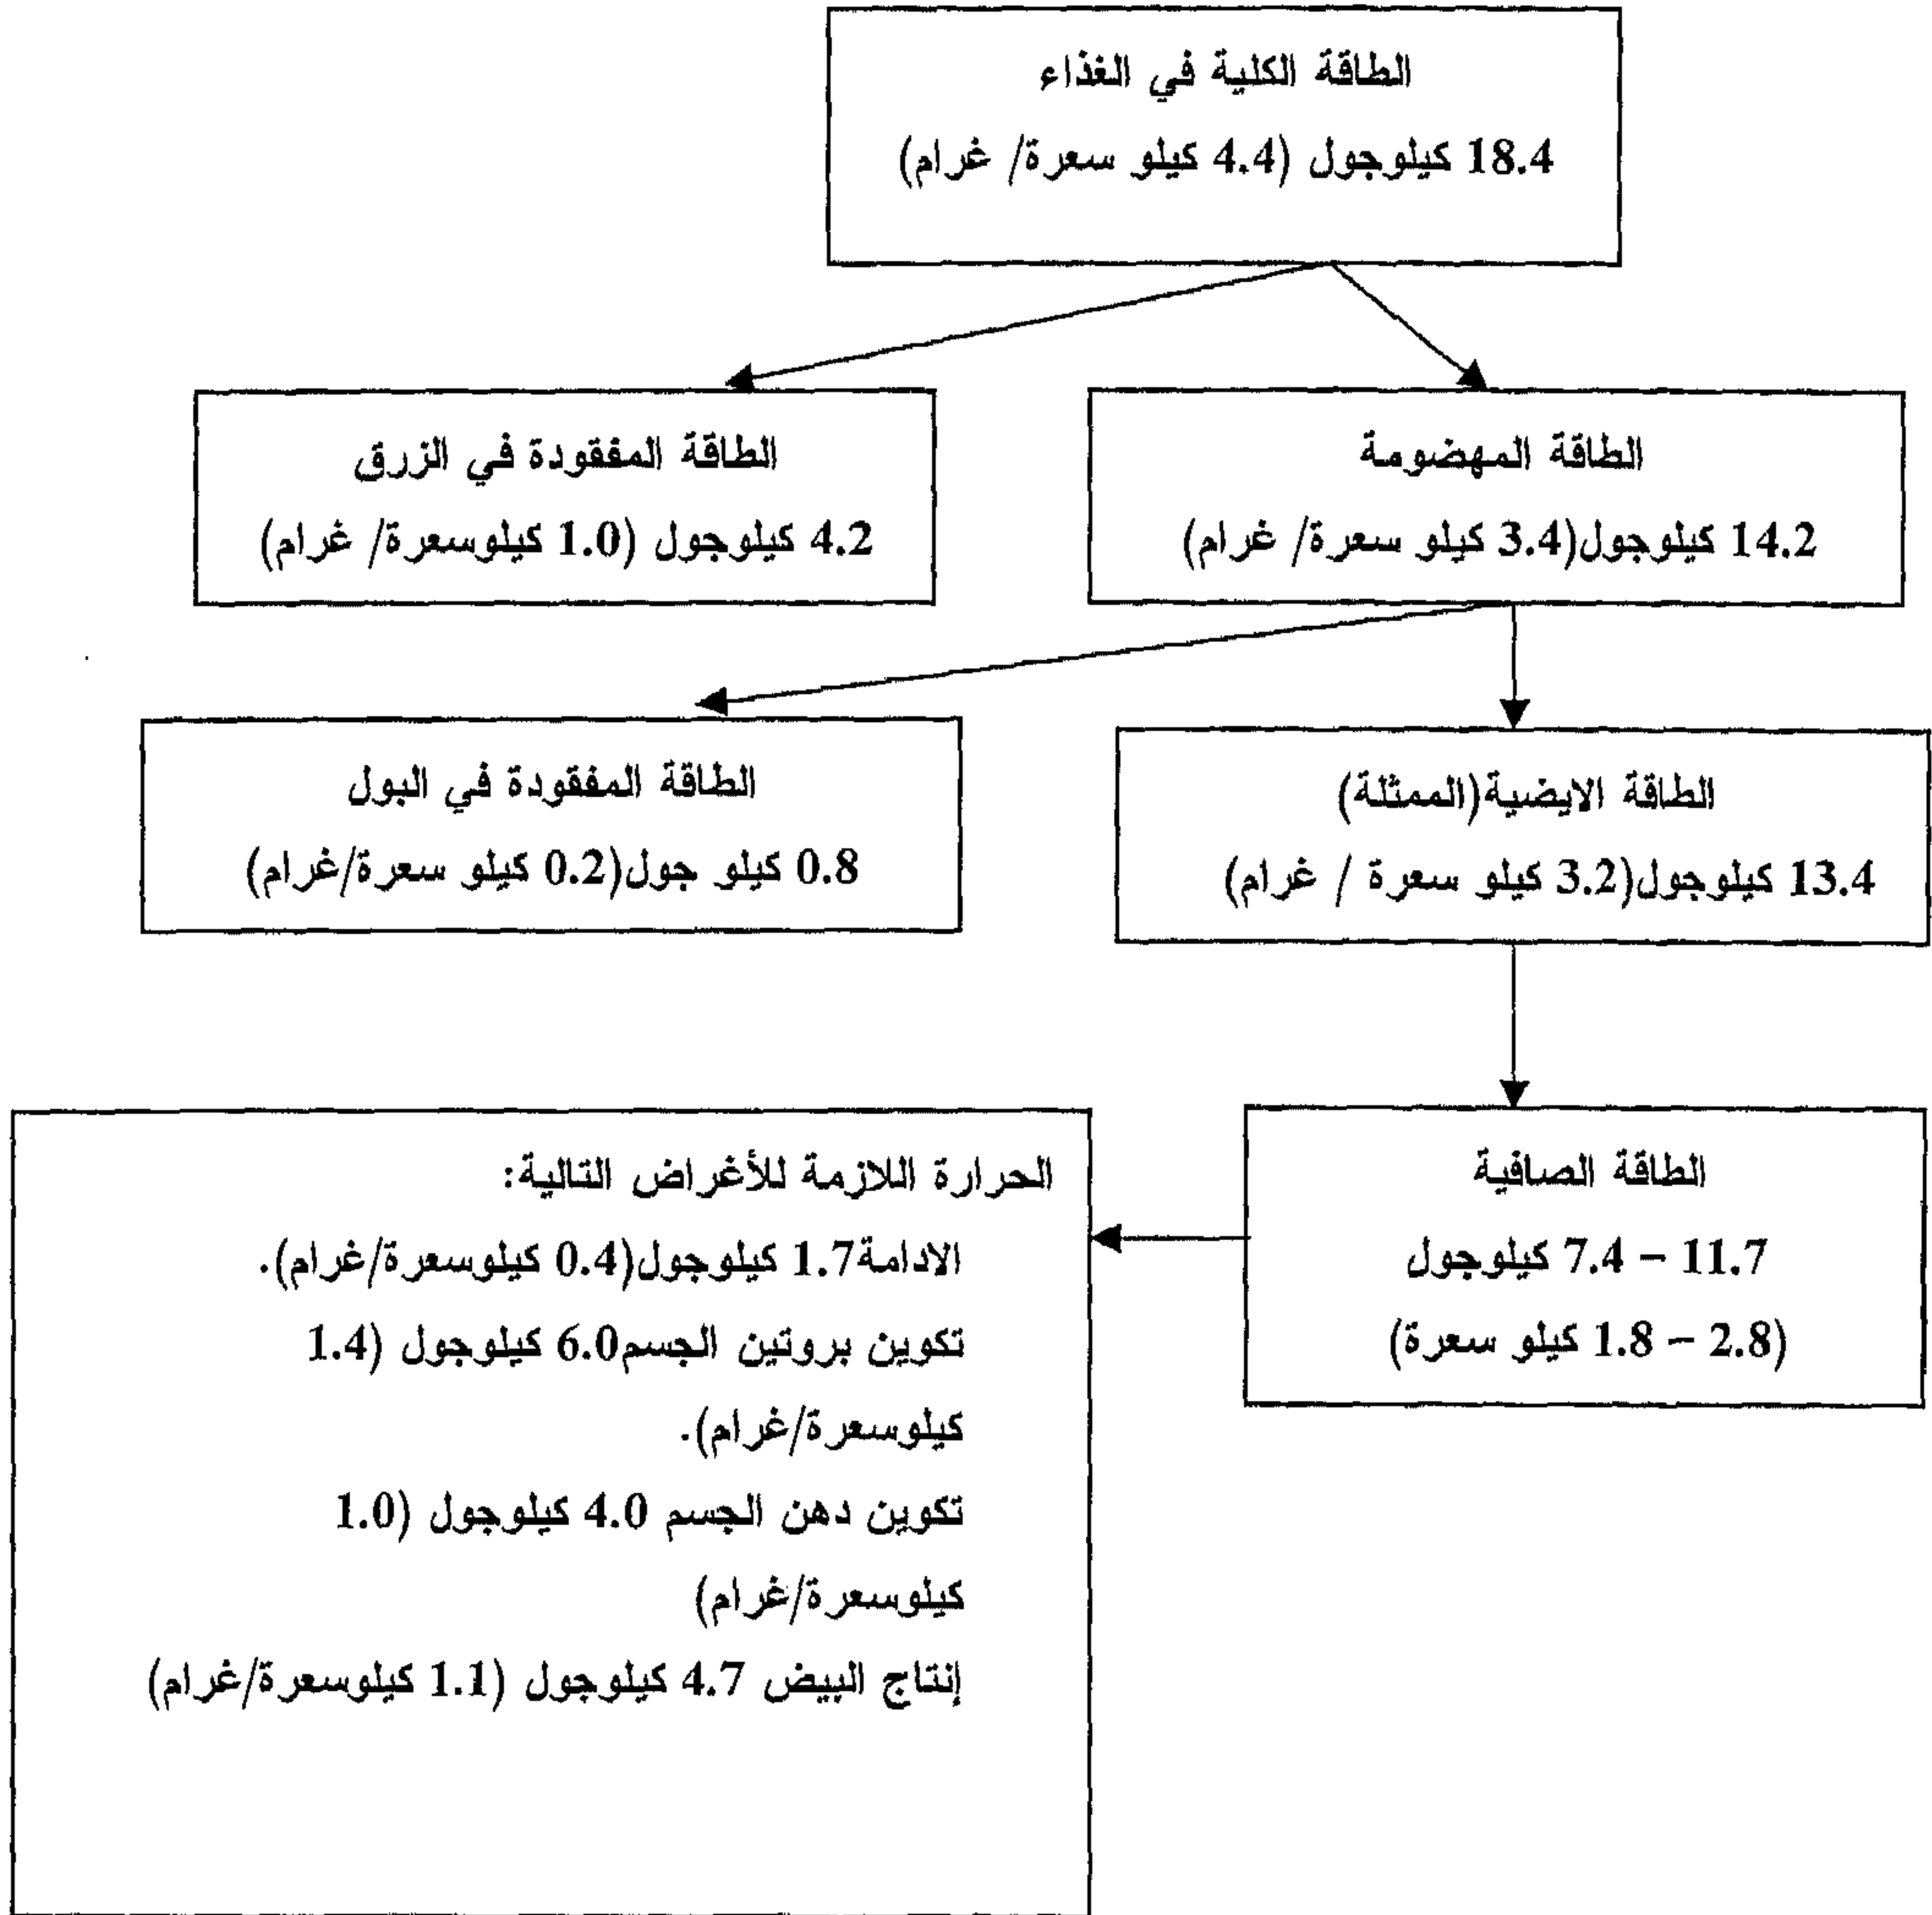 الطاقة الكلية في الغذاء
18.4 كيلوجول (4.4 كيلو سعرة/ غرام)
الطاقة المهضومة
14.2 كيلوجول(3.4 كيلو سعرة/ غرام)
الطاقة المفقودة في الزرق
4.2 كيلوجول (1.0 كيلوسعرة/ غرام)
الطاقة الايضية(الممثلة)
13.4 كيلوجول(3.2 كيلو سعرة / غرام)
الطاقة المفقودة في البول
0.8 كيلو جول(0.2 كيلو سعرة/غرام)
الطاقة الصافية
7.4 – 11.7 كيلوجول
(1.8 – 2.8 كيلو سعرة)
الحرارة اللازمة للأغراض التالية:
الادامة1.7 كيلوجول(0.4 كيلوسعرة/غرام).
تكوين بروتين الجسم6.0 كيلوجول (1.4
كيلوسعرة/غرام).
تكوين دهن الجسم 4.0 كيلوجول (1.0
كيلوسعرة/غرام)
إنتاج البيض 4.7 كيلوجول (1.1 كيلوسعرة/غرام)